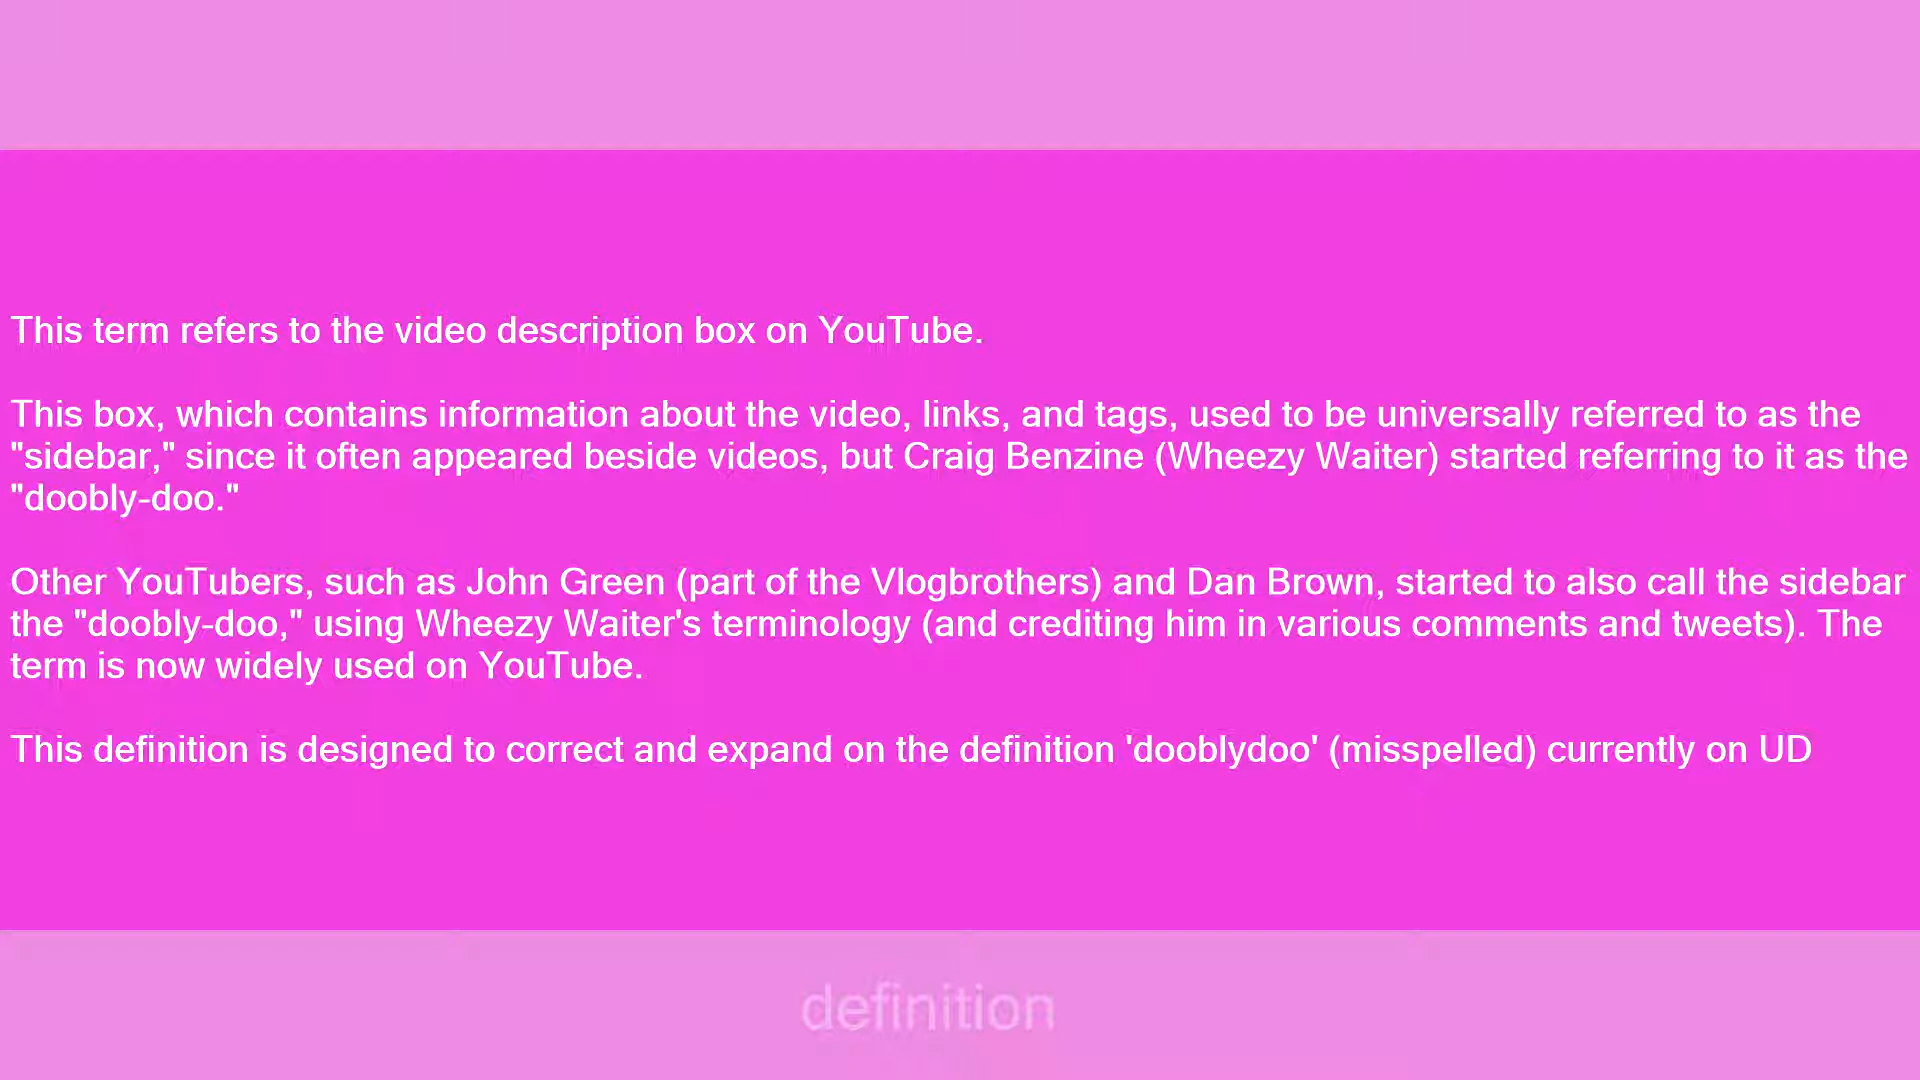 This term refers to the video description box on YouTube.
This box, which contains information about the video, links, and tags, used to be universally referred to as the
"sidebar," since it often appeared beside videos, but Craig Benzine (Wheezy Waiter) started referring to it as the
"doobly-doo."
Other YouTubers, such as John Green (part of the Vlogbrothers) and Dan Brown, started to also call the sidebar
the "doobly-doo," using Wheezy Waiter's terminology (and crediting him in various comments and tweets). The
term is now widely used on YouTube.
This definition is designed to correct and expand on the definition 'dooblydoo' (misspelled) currently on UD
definition